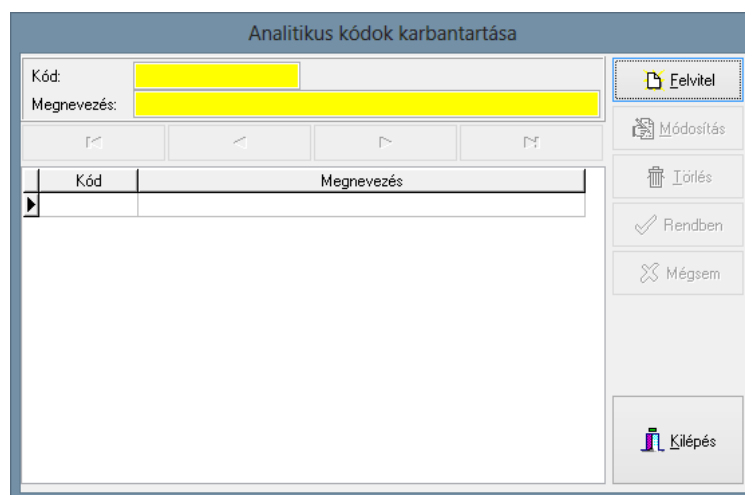 Analitikus kódok karbantartása
Kód:
Megnevezés:
Felvitel
Módosítás
Törlés
Rendben
Mégsem
Kilépés
Kód Megnevezés